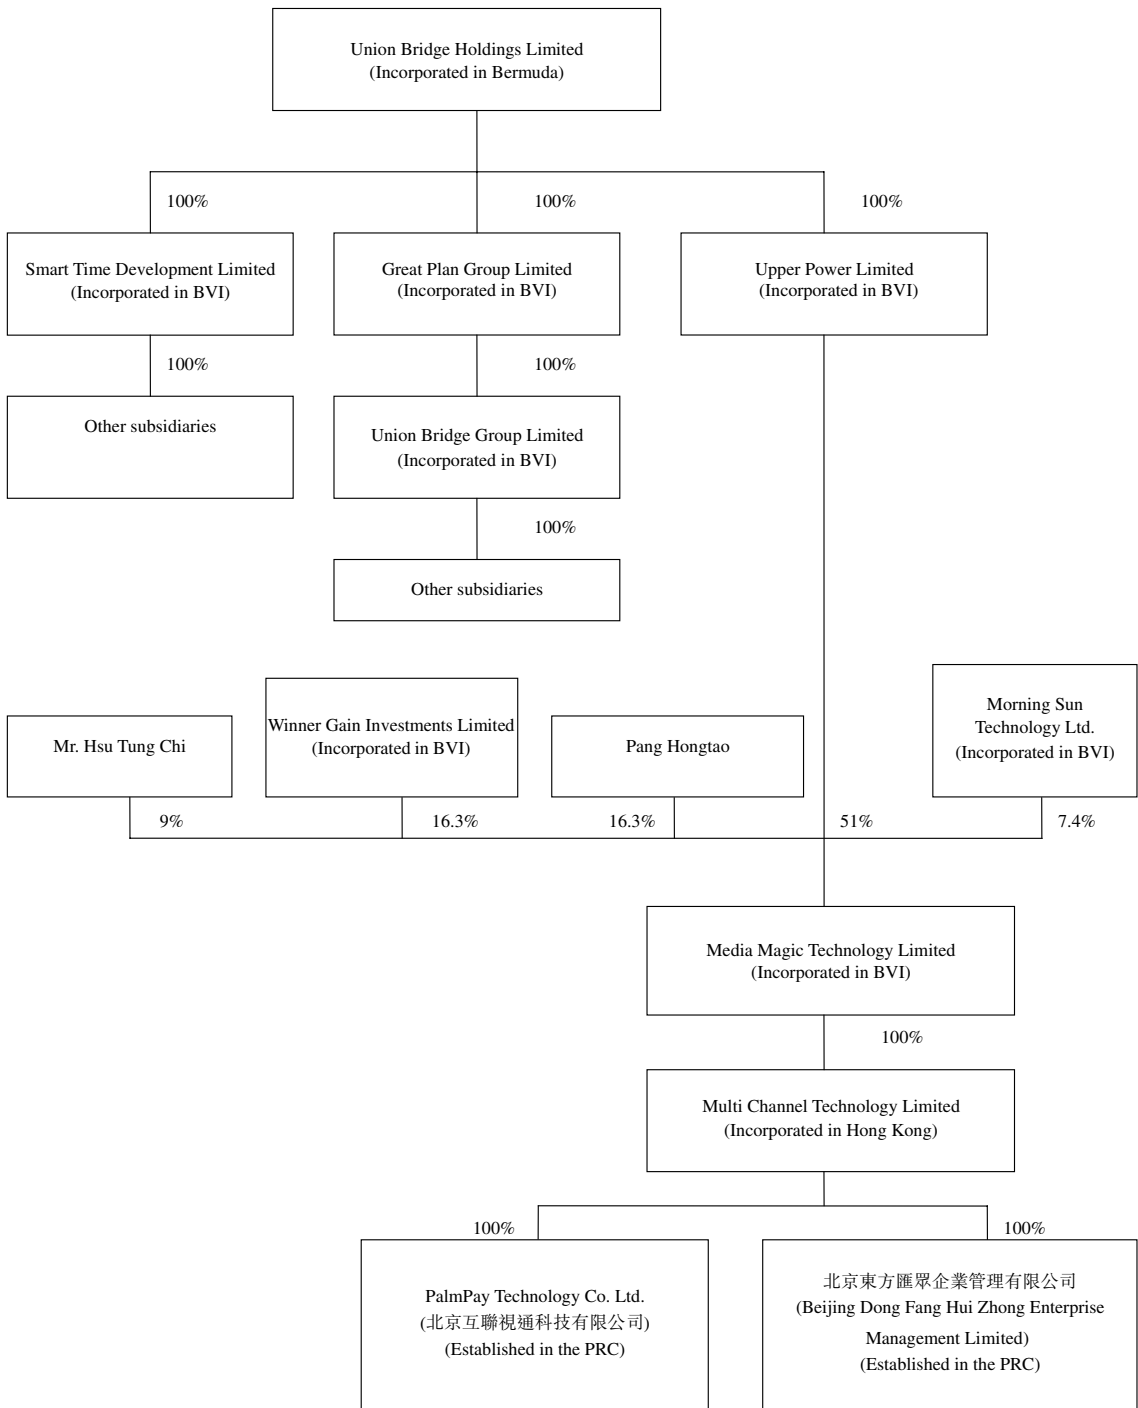 Union Bridge Holdings Limited
(Incorporated in Bermuda)
100%
100%
100%
Smart Time Development Limited
(Incorporated in BVI)
Great Plan Group Limited
(Incorporated in BVI)
Upper Power Limited
(Incorporated in BVI)
100%
100%
Other subsidiaries
Union Bridge Group Limited
(Incorporated in BVI)
100%
Other subsidiaries
Mr. Hsu Tung Chi
Winner Gain Investments Limited
(Incorporated in BVI)
Pang Hongtao
Morning Sun
Technology Ltd.
(Incorporated in BVI)
9%
16.3%
16.3%
51%
7.4%
Media Magic Technology Limited
(Incorporated in BVI)
100%
Multi Channel Technology Limited
(Incorporated in Hong Kong)
100%
100%
PalmPay Technology Co. Ltd.
(北京互聯視通科技有限公司)
(Established in the PRC)
北京東方匯眾企業管理有限公司
(Beijing Dong Fang Hui Zhong Enterprise
Management Limited)
(Established in the PRC)